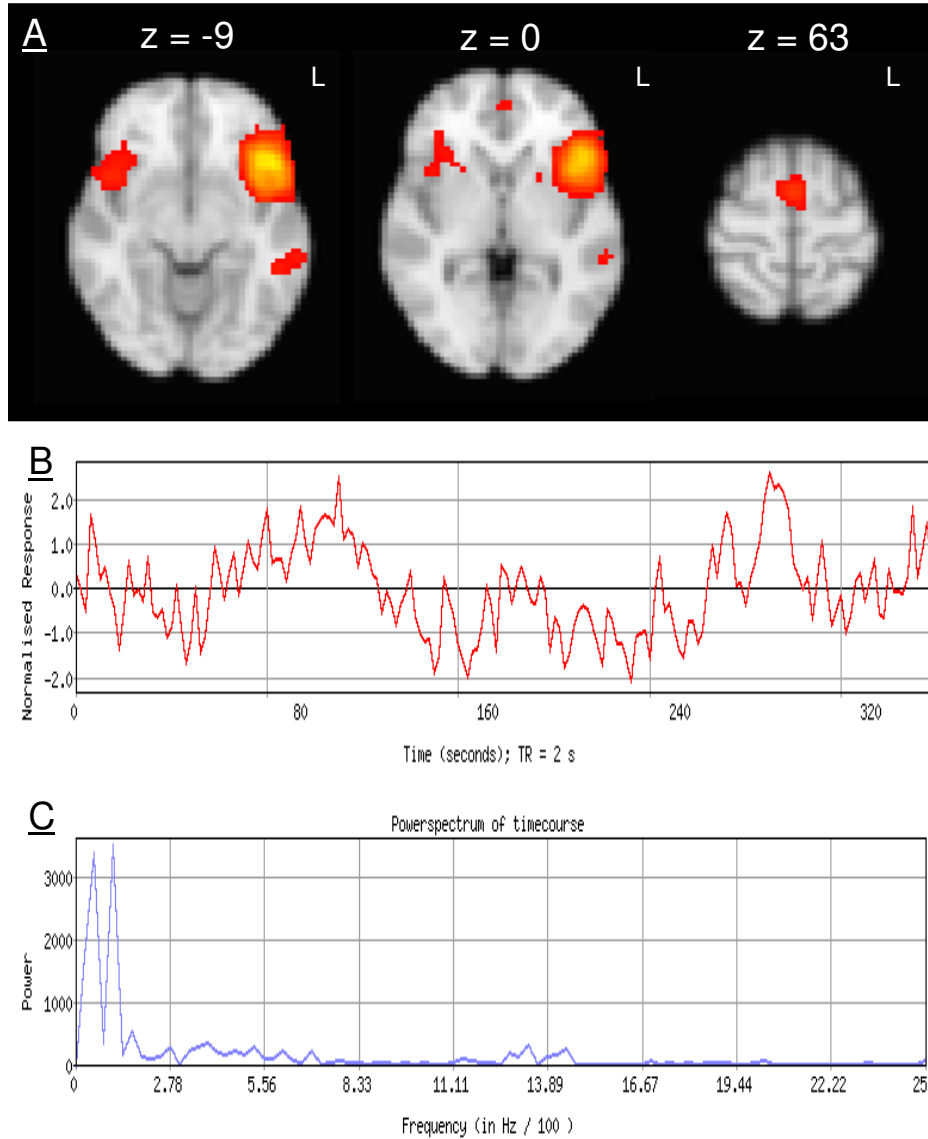 A z = -9 z = 0 z = 63
L L L
B
Normalised Response
2.0
1.0
0.0
-1.0
-2.0
0 80 160 240 320
Time (seconds); TR = 2 s
C
Powerspectrum of timecourse
Power
3000
2000
1000
0
0 2.78 5.56 8.33 11.11 13.89 16.67 19.44 22.22 25
Frequency (in Hz / 100 )